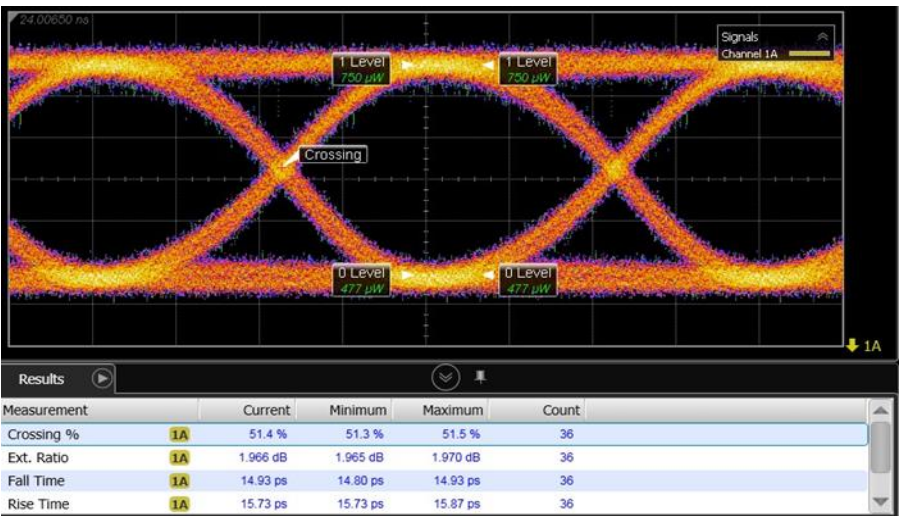 24.00650 ns
Signals
Channel 1A
1 Level
750 µW
1 Level
750 µW
Crossing
0 Level
477 µW
0 Level
477 µW
1A
Results
Measurement Current Minimum Maximum Count
Crossing % 1A 51.4 % 51.3 % 51.5 % 36
Ext. Ratio 1A 1.966 dB 1.965 dB 1.970 dB 36
Fall Time 1A 14.93 ps 14.80 ps 14.93 ps 36
Rise Time 1A 15.73 ps 15.73 ps 15.87 ps 36